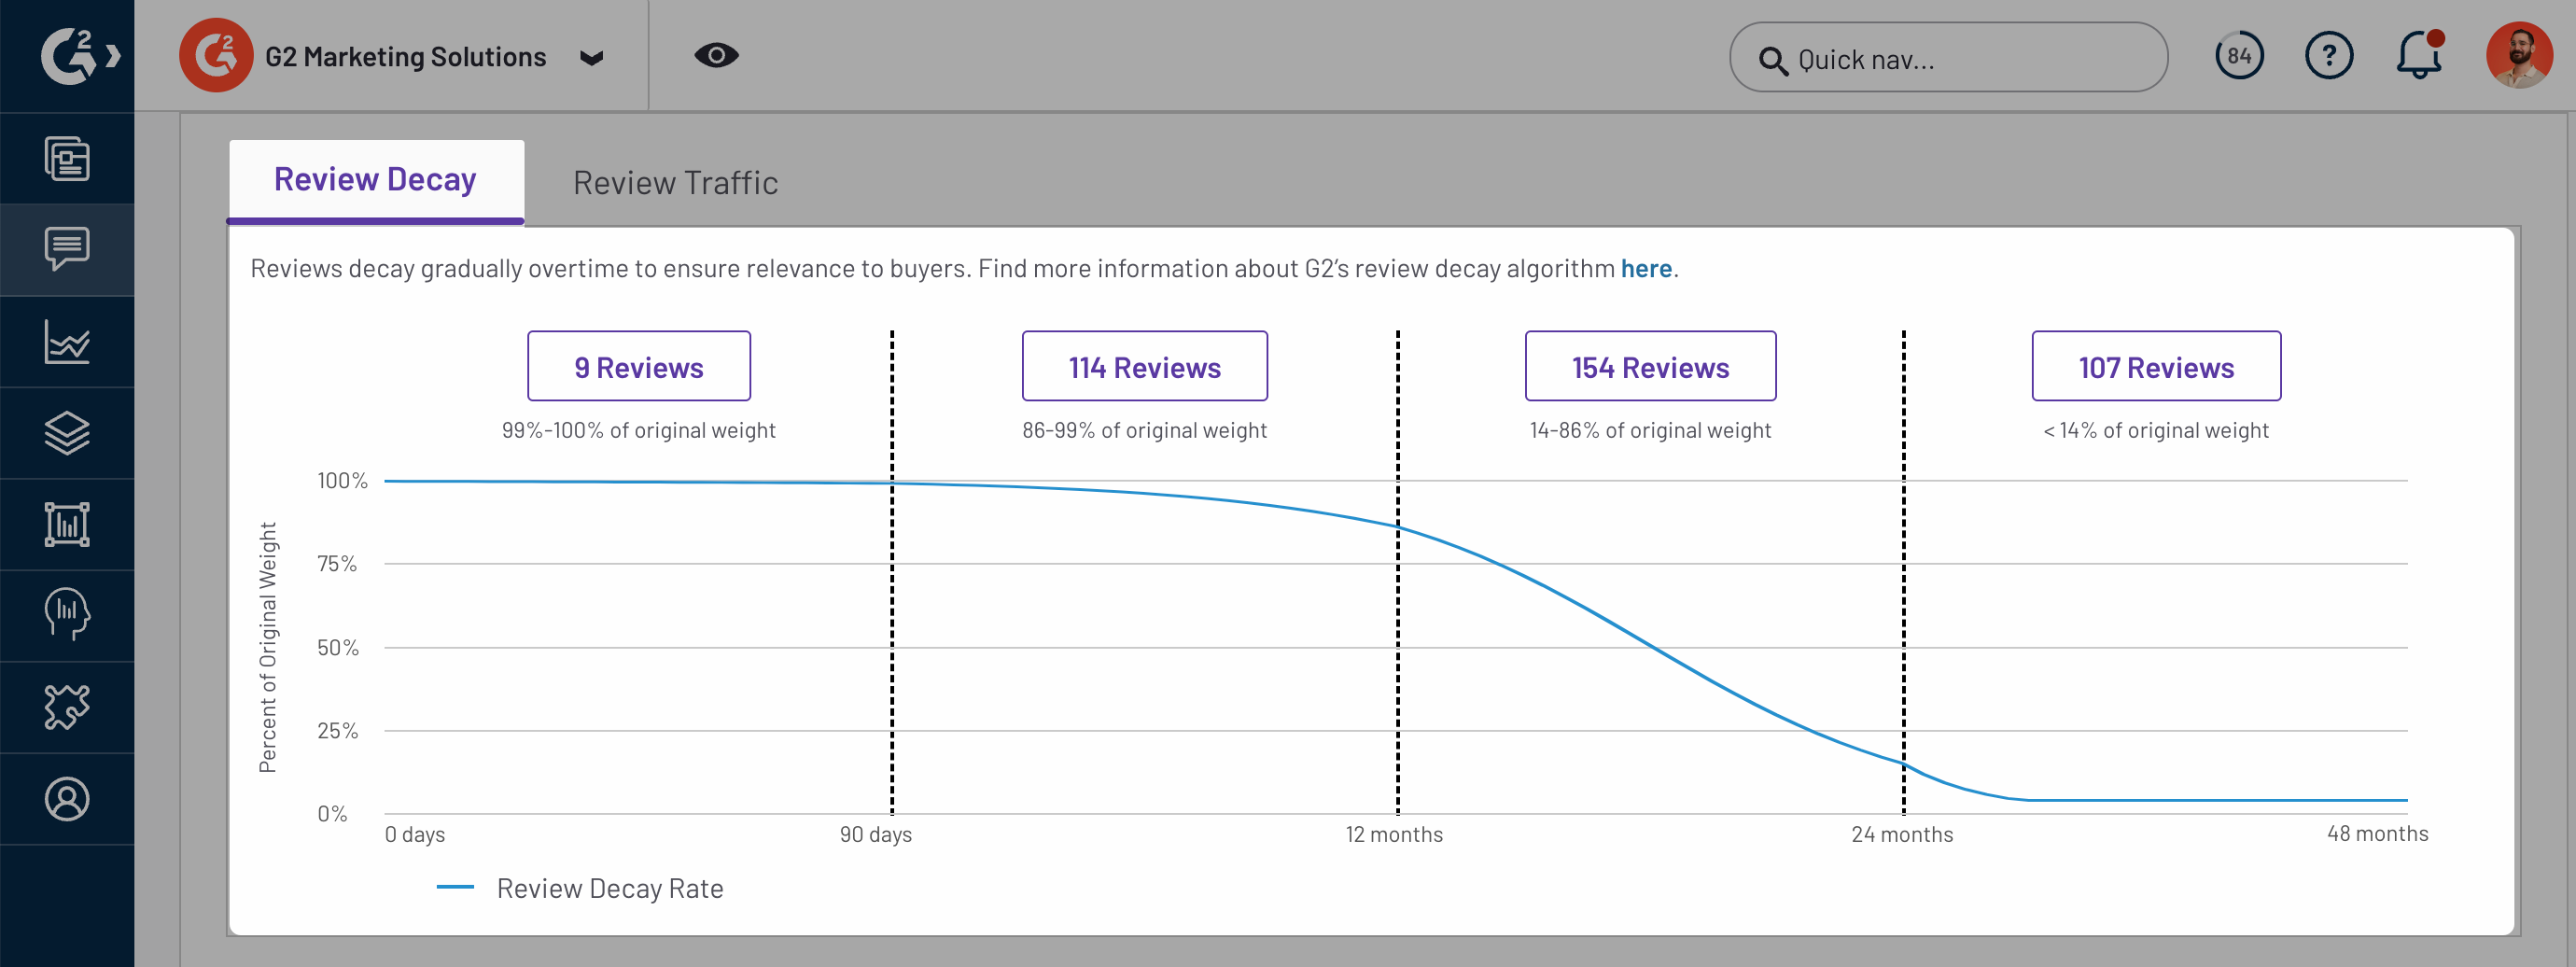 G2
G2
G2 Marketing Solutions
Quick nav...
84
?
Review Decay
Review Traffic
Reviews decay gradually overtime to ensure relevance to buyers. Find more information about G2's review decay algorithm here.
9 Reviews
114 Reviews
154 Reviews
107 Reviews
99%-100% of original weight
86-99% of original weight
14-86% of original weight
< 14% of original weight
100%
75%
50%
25%
0%
Percent of Original Weight
0 days
90 days
12 months
24 months
48 months
Review Decay Rate